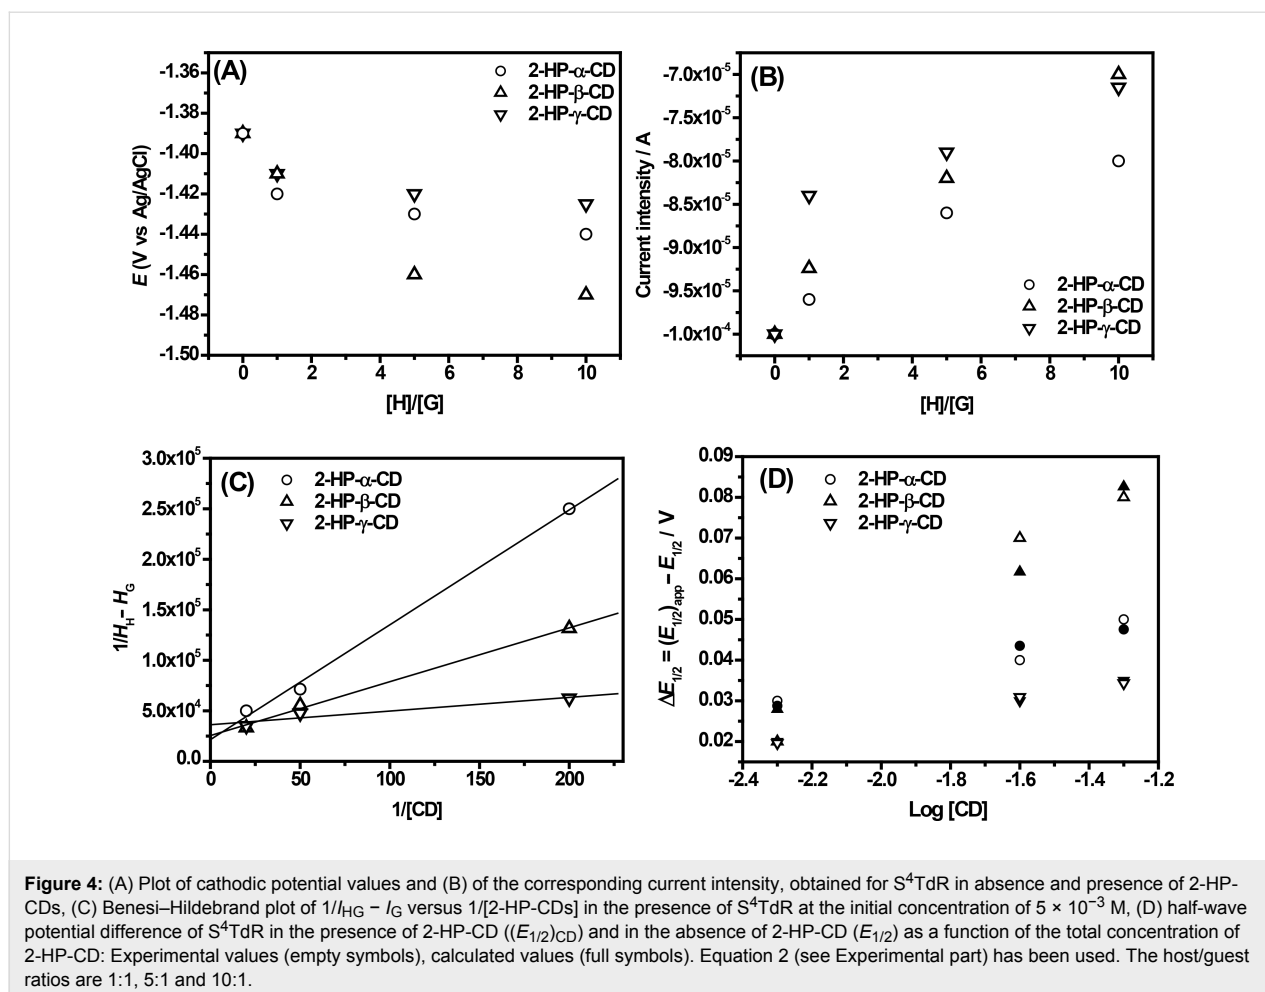 (A)
2-HP-α-CD
2-HP-β-CD
2-HP-γ-CD
E (V vs Ag/AgCl)
-1.36
-1.38
-1.40
-1.42
-1.44
-1.46
-1.48
-1.50
0 2 4 6 8 10
[H]/[G]
(B)
2-HP-α-CD
2-HP-β-CD
2-HP-γ-CD
Current intensity / A
-7.0x10⁻⁵
-7.5x10⁻⁵
-8.0x10⁻⁵
-8.5x10⁻⁵
-9.0x10⁻⁵
-9.5x10⁻⁵
-1.0x10⁻⁴
0 2 4 6 8 10
[H]/[G]
(C)
2-HP-α-CD
2-HP-β-CD
2-HP-γ-CD
1/H_H − H_G
3.0x10⁵
2.5x10⁵
2.0x10⁵
1.5x10⁵
1.0x10⁵
5.0x10⁴
0.0
0 50 100 150 200
1/[CD]
(D)
2-HP-α-CD
2-HP-β-CD
2-HP-γ-CD
△E_1/2 = (E_1/2)_app − E_1/2 / V
0.09
0.08
0.07
0.06
0.05
0.04
0.03
0.02
-2.4 -2.2 -2.0 -1.8 -1.6 -1.4 -1.2
Log [CD]
Figure 4: (A) Plot of cathodic potential values and (B) of the corresponding current intensity, obtained for S⁴TdR in absence and presence of 2-HP-
CDs, (C) Benesi–Hildebrand plot of 1/I_HG − I_G versus 1/[2-HP-CDs] in the presence of S⁴TdR at the initial concentration of 5 × 10⁻³ M, (D) half-wave
potential difference of S⁴TdR in the presence of 2-HP-CD ((E_1/2)_CD) and in the absence of 2-HP-CD (E_1/2) as a function of the total concentration of
2-HP-CD: Experimental values (empty symbols), calculated values (full symbols). Equation 2 (see Experimental part) has been used. The host/guest
ratios are 1:1, 5:1 and 10:1.